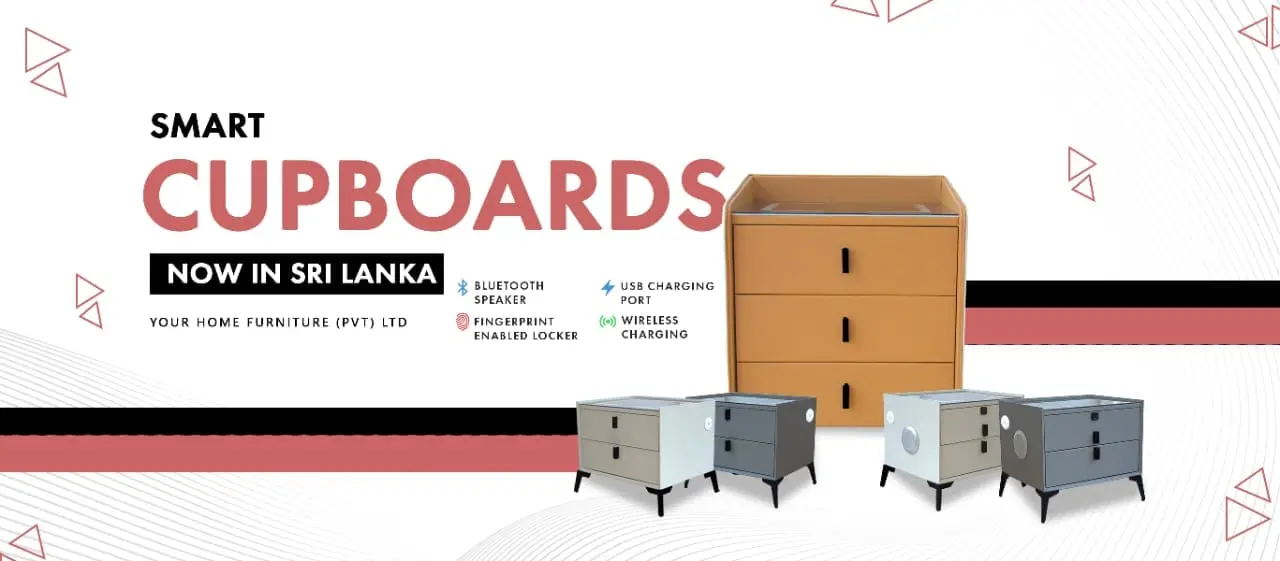 SMART
CUPBOARDS
NOW IN SRI LANKA
YOUR HOME FURNITURE (PVT) LTD
BLUETOOTH
SPEAKER
USB CHARGING
PORT
FINGERPRINT
ENABLED LOCKER
WIRELESS
CHARGING